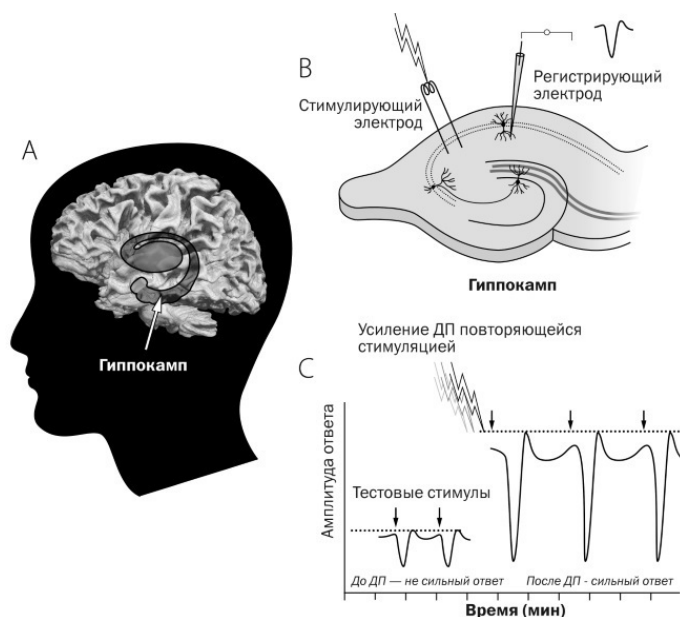 A
Гиппокамп
B
Стимулирующий
электрод
Регистрирующий
электрод
Гиппокамп
C
Усиление ДП повторяющейся
стимуляцией
Амплитуда ответа
Тестовые стимулы
До ДП — не сильный ответ
После ДП - сильный ответ
Время (мин)